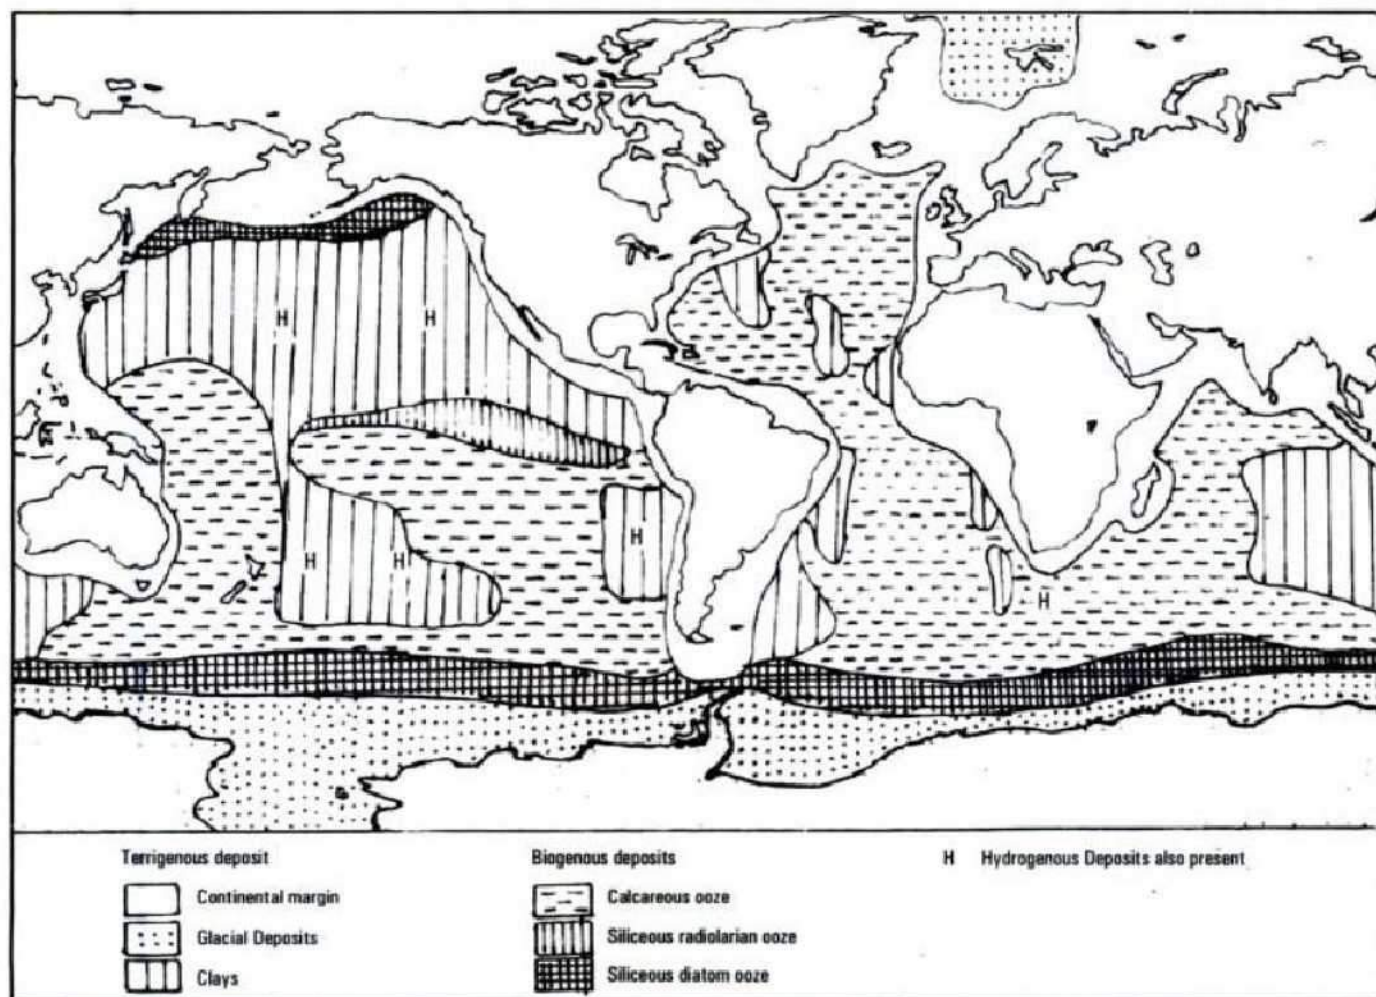 H H
H H H
H
Terrigenous deposit
Continental margin
Glacial Deposits
Clays
Biogenous deposits
Calcareous ooze
Siliceous radiolarian ooze
Siliceous diatom ooze
H Hydrogenous Deposits also present